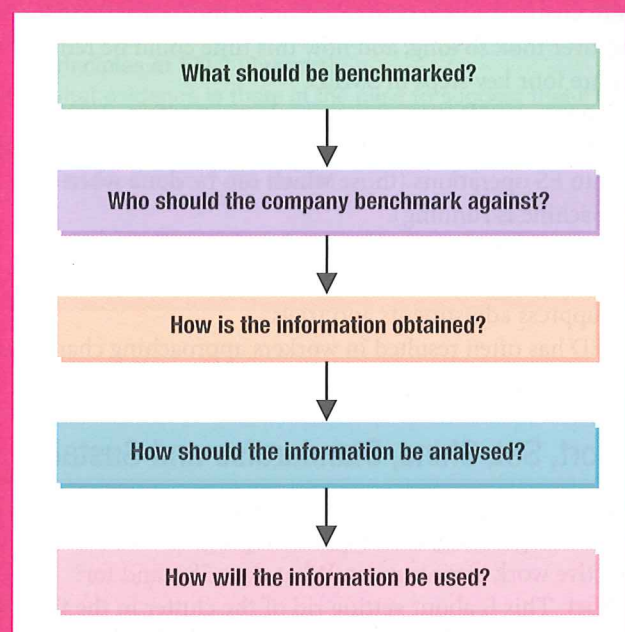 What should be benchmarked?
Who should the company benchmark against?
How is the information obtained?
How should the information be analysed?
How will the information be used?